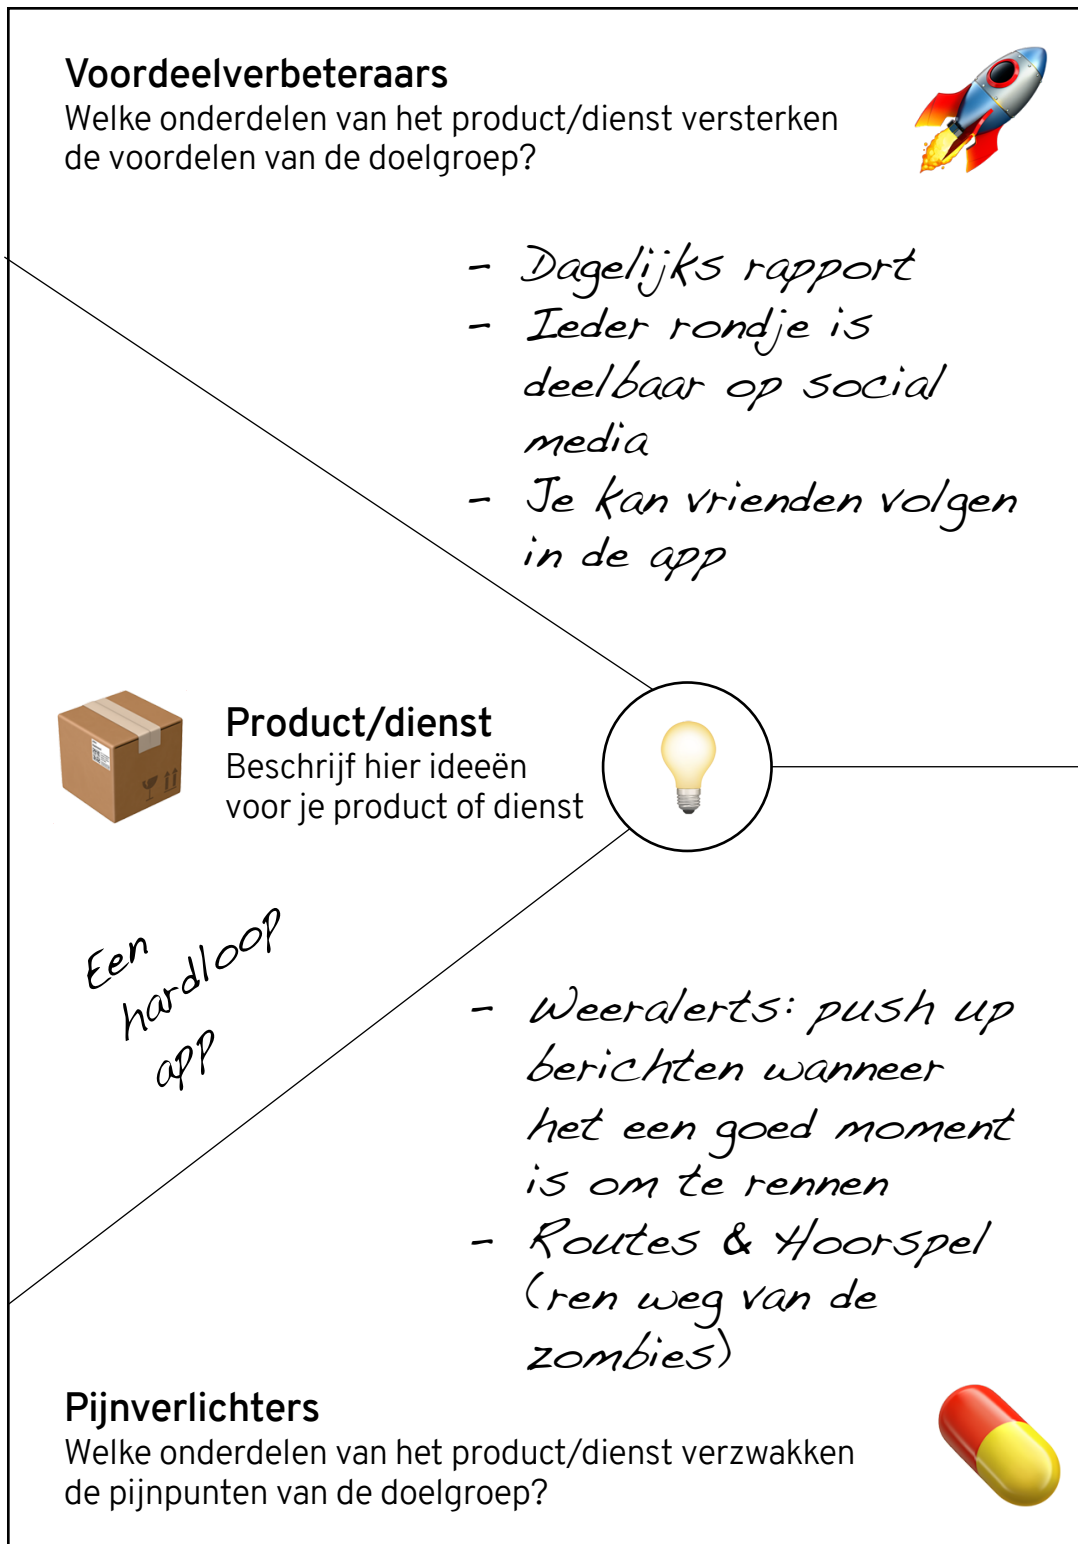 Voordeelverbeteraars
Welke onderdelen van het product/dienst versterken
de voordelen van de doelgroep?
- Dagelijks rapport
- Ieder rondje is
deelbaar op social
media
- Je kan vrienden volgen
in de app
Product/dienst
Beschrijf hier ideeën
voor je product of dienst
Een
hardloop
app
- Weeralerts: push up
berichten wanneer
het een goed moment
is om te rennen
- Routes & Hoorspel
(ren weg van de
zombies)
Pijnverlichters
Welke onderdelen van het product/dienst verzwakken
de pijnpunten van de doelgroep?